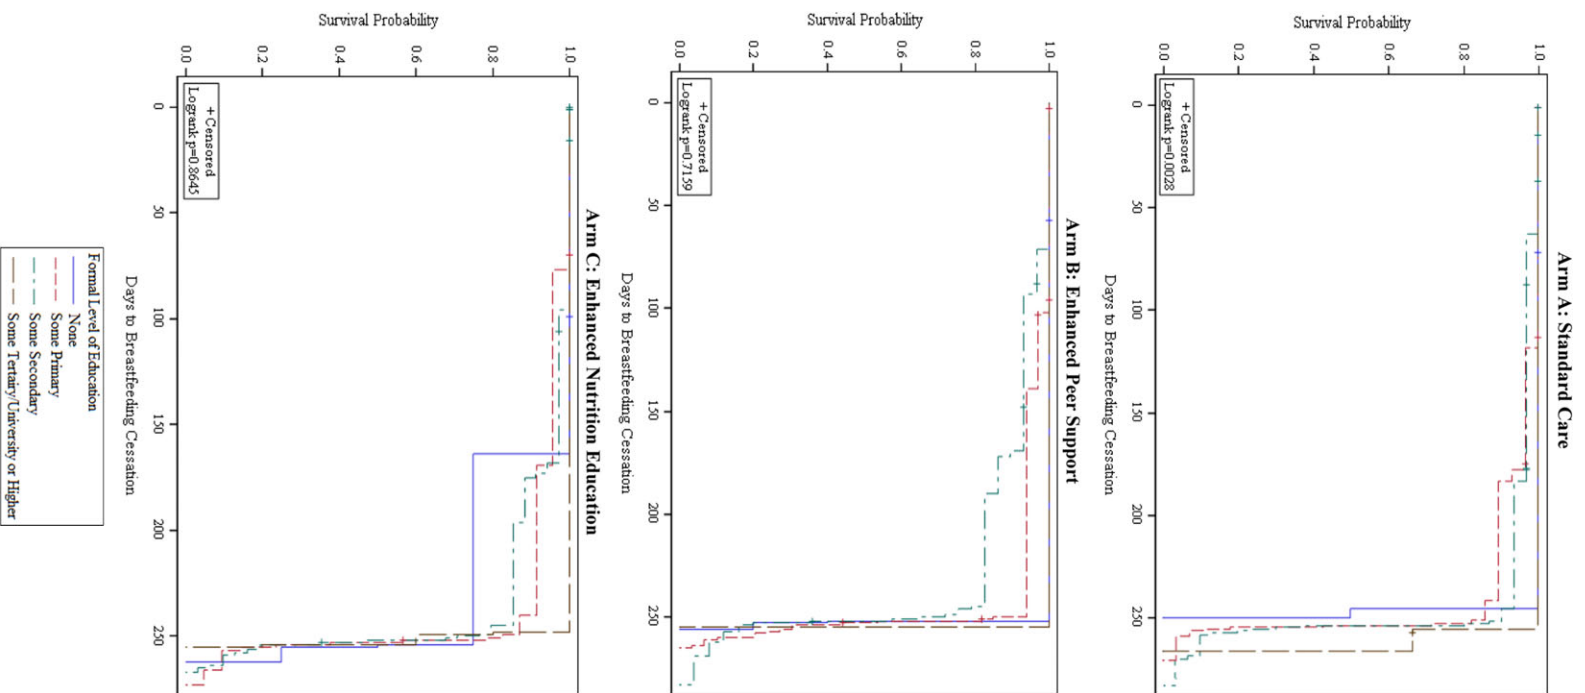 Arm A: Standard Care
Survival Probability
1.0
0.8
0.6
0.4
0.2
0.0
+ Censored
Logrank p=0.0028
0
50
100
150
200
250
Days to Breastfeeding Cessation
Arm B: Enhanced Peer Support
Survival Probability
1.0
0.8
0.6
0.4
0.2
0.0
+ Censored
Logrank p=0.7159
0
50
100
150
200
250
Days to Breastfeeding Cessation
Arm C: Enhanced Nutrition Education
Survival Probability
1.0
0.8
0.6
0.4
0.2
0.0
+ Censored
Logrank p=0.8645
0
50
100
150
200
250
Days to Breastfeeding Cessation
Formal Level of Education
None
Some Primary
Some Secondary
Some Tertairy/University or Higher